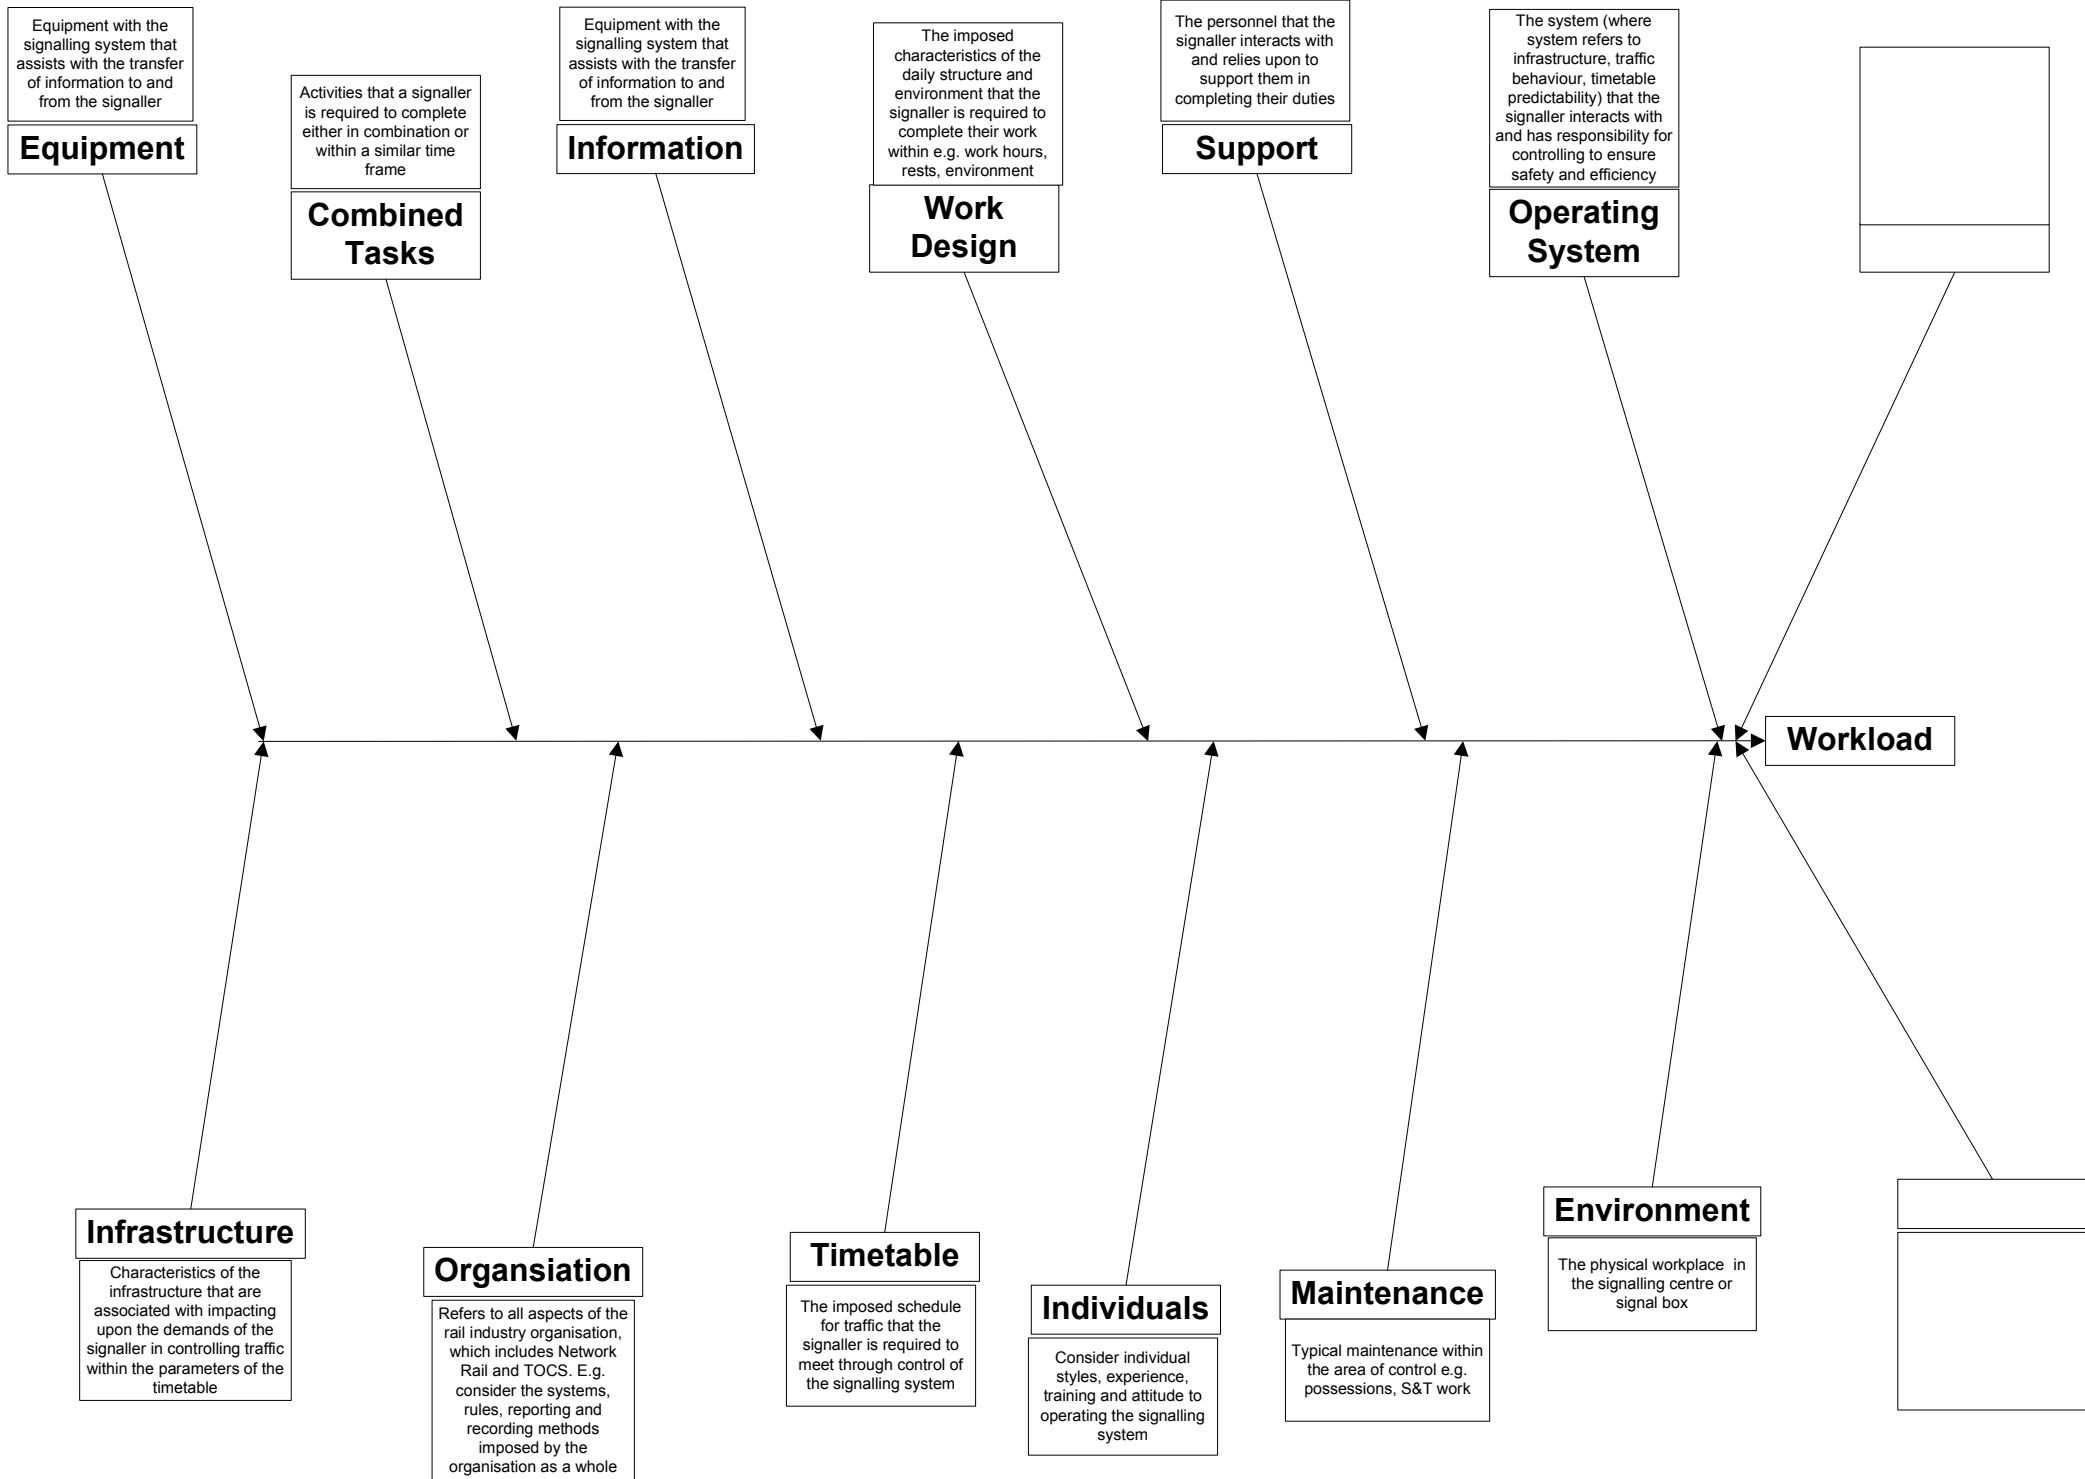 Equipment with the
signalling system that
assists with the transfer
of information to and
from the signaller
Equipment
Activities that a signaller
is required to complete
either in combination or
within a similar time
frame
Combined
Tasks
Equipment with the
signalling system that
assists with the transfer
of information to and
from the signaller
Information
The imposed
characteristics of the
daily structure and
environment that the
signaller is required to
complete their work
within e.g. work hours,
rests, environment
Work
Design
The personnel that the
signaller interacts with
and relies upon to
support them in
completing their duties
Support
The system (where
system refers to
infrastructure, traffic
behaviour, timetable
predictability) that the
signaller interacts with
and has responsibility for
controlling to ensure
safety and efficiency
Operating
System
Workload
Infrastructure
Characteristics of the
infrastructure that are
associated with impacting
upon the demands of the
signaller in controlling traffic
within the parameters of the
timetable
Organsiation
Refers to all aspects of the
rail industry organisation,
which includes Network
Rail and TOCS. E.g.
consider the systems,
rules, reporting and
recording methods
imposed by the
organisation as a whole
Timetable
The imposed schedule
for traffic that the
signaller is required to
meet through control of
the signalling system
Individuals
Consider individual
styles, experience,
training and attitude to
operating the signalling
system
Maintenance
Typical maintenance within
the area of control e.g.
possessions, S&T work
Environment
The physical workplace in
the signalling centre or
signal box